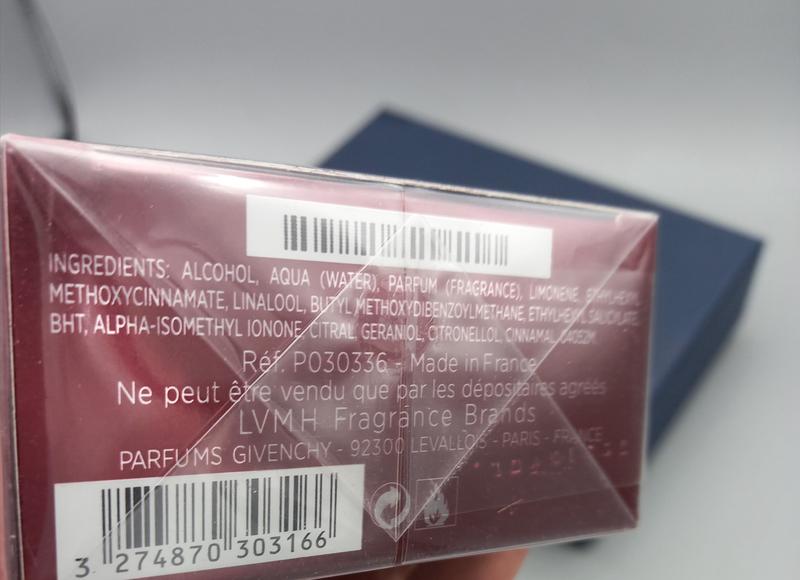 INGREDIENTS: ALCOHOL, AQUA (WATER), PARFUM (FRAGRANCE), LIMONENE, ETHYLHEXYL
METHOXYCINNAMATE, LINALOOL, BUTYL METHOXYDIBENZOYLMETHANE, ETHYLHEXYL SALICYLATE,
BHT, ALPHA-ISOMETHYL IONONE, CITRAL, GERANIOL, CITRONELLOL, CINNAMAL. 04052M.
Réf. P030336 - Made in France
Ne peut être vendu que par les dépositaires agréés
LVMH Fragrance Brands
PARFUMS GIVENCHY - 92300 LEVALLOIS - PARIS - FRANCE
3 274870 303166